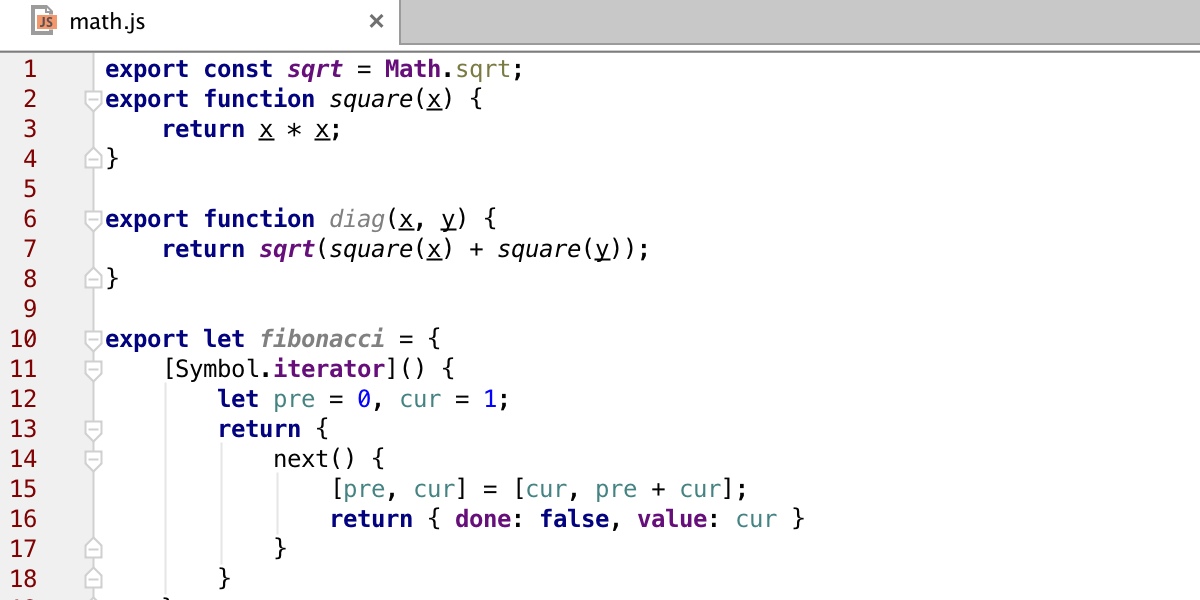 JS math.js ×
1 export const sqrt = Math.sqrt;
2 export function square(x) {
3     return x * x;
4 }
5
6 export function diag(x, y) {
7     return sqrt(square(x) + square(y));
8 }
9
10 export let fibonacci = {
11     [Symbol.iterator]() {
12         let pre = 0, cur = 1;
13         return {
14             next() {
15                 [pre, cur] = [cur, pre + cur];
16                 return { done: false, value: cur }
17             }
18         }